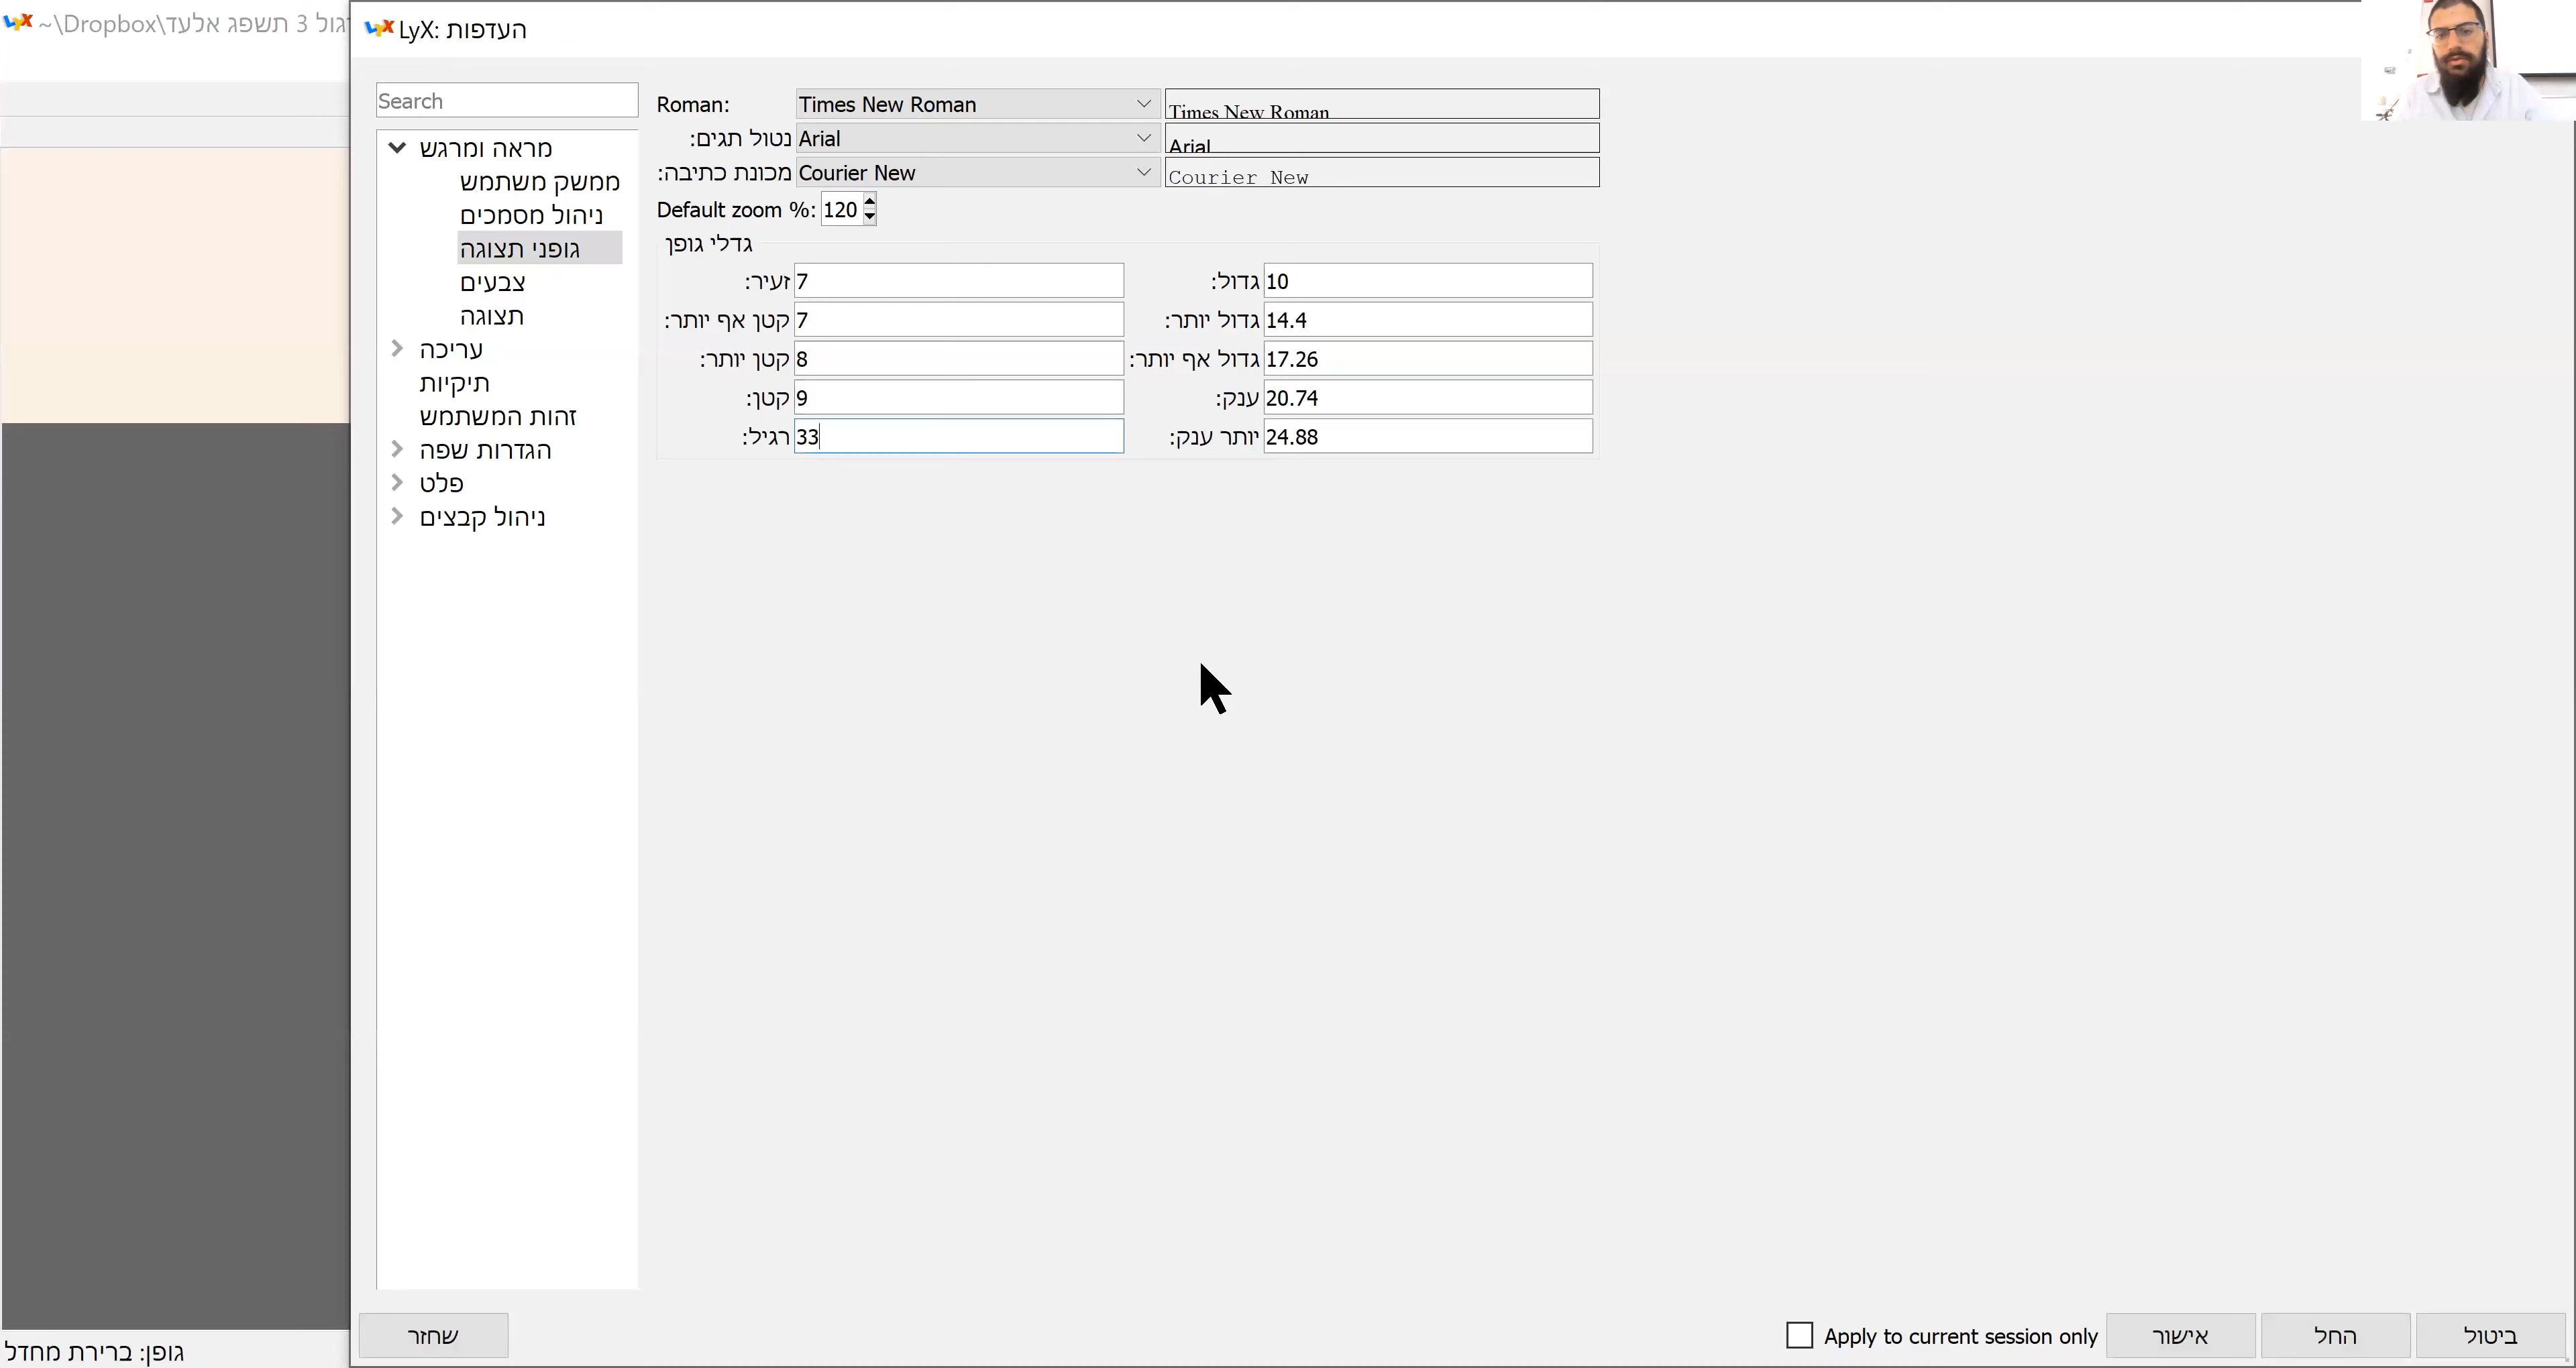 ~\Dropbox\תרגול 3 תשפג אלעד
LyX: העדפות
Search
מראה ומרגש
ממשק משתמש
ניהול מסמכים
גופני תצוגה
צבעים
תצוגה
עריכה
תיקיות
זהות המשתמש
הגדרות שפה
פלט
ניהול קבצים
Roman: Times New Roman Times New Roman
נטול תגים: Arial Arial
מכונת כתיבה: Courier New Courier New
Default zoom %: 120
גדלי גופן
זעיר: 7 גדול: 10
קטן אף יותר: 7 גדול יותר: 14.4
קטן יותר: 8 גדול אף יותר: 17.26
קטן: 9 ענק: 20.74
רגיל: 33 יותר ענק: 24.88
שחזר Apply to current session only אישור החל ביטול
גופן: ברירת מחדל